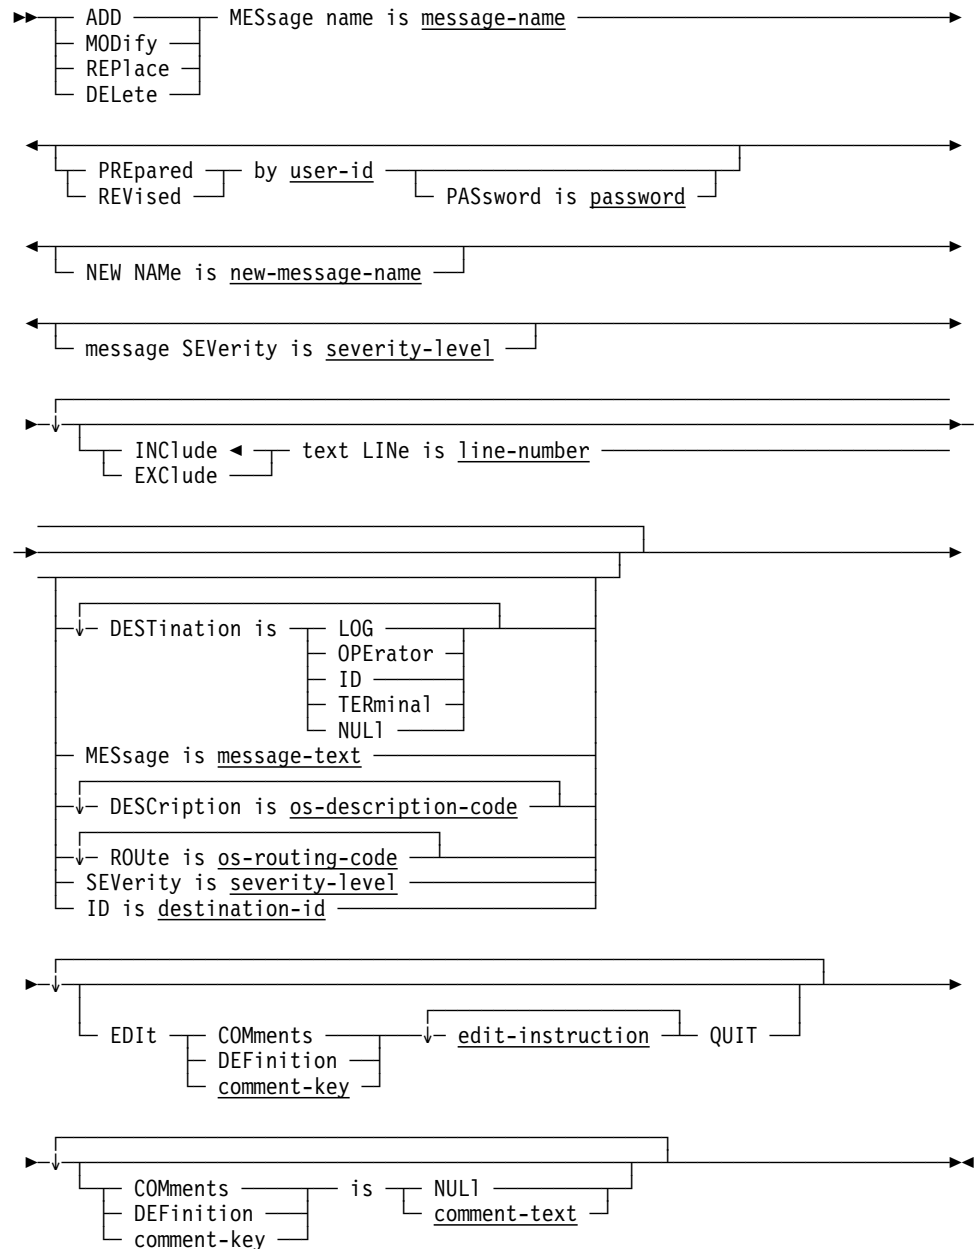 ADD MESsage name is message-name
MODify
REPlace
DELete
PREpared by user-id
REVised PASsword is password
NEW NAMe is new-message-name
message SEVerity is severity-level
INClude text LINe is line-number
EXClude
DESTination is LOG
OPErator
ID
TERminal
NULl
MESsage is message-text
DESCription is os-description-code
ROUte is os-routing-code
SEVerity is severity-level
ID is destination-id
EDIt COMments edit-instruction QUIT
DEFinition
comment-key
COMments is NULl
DEFinition comment-text
comment-key